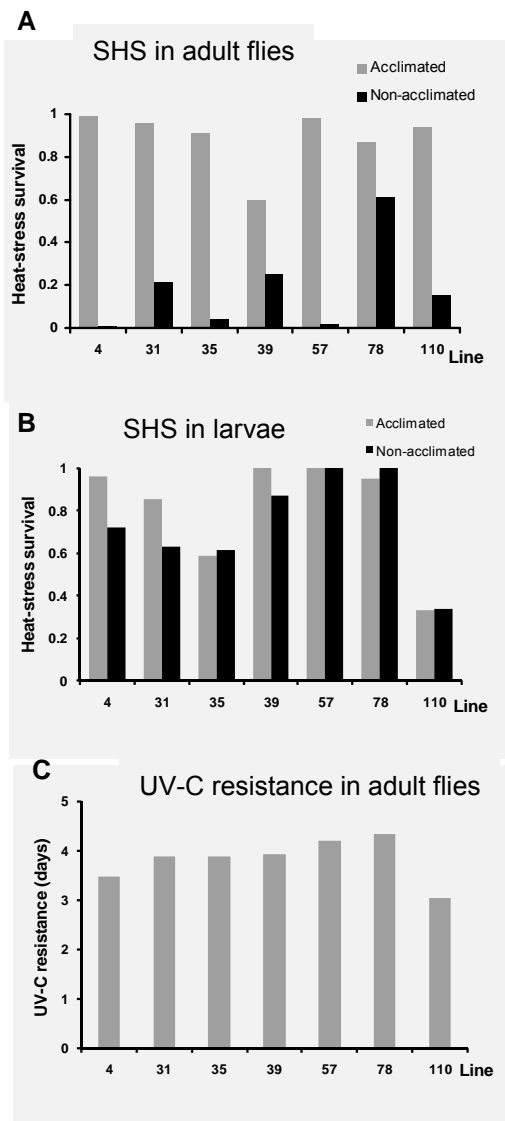 A
SHS in adult flies
Acclimated
Non-acclimated
Heat-stress survival
1
0.8
0.6
0.4
0.2
0
4 31 35 39 57 78 110 Line
B
SHS in larvae
Acclimated
Non-acclimated
Heat-stress survival
1
0.8
0.6
0.4
0.2
0
4 31 35 39 57 78 110 Line
C
UV-C resistance in adult flies
UV-C resistance (days)
5
4
3
2
1
0
4 31 35 39 57 78 110 Line